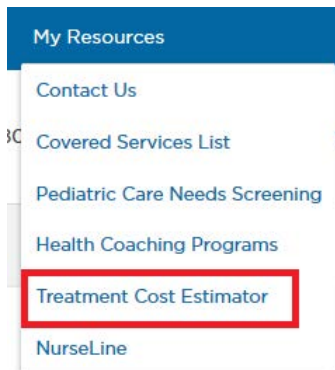 My Resources
Contact Us
Covered Services List
Pediatric Care Needs Screening
Health Coaching Programs
Treatment Cost Estimator
NurseLine